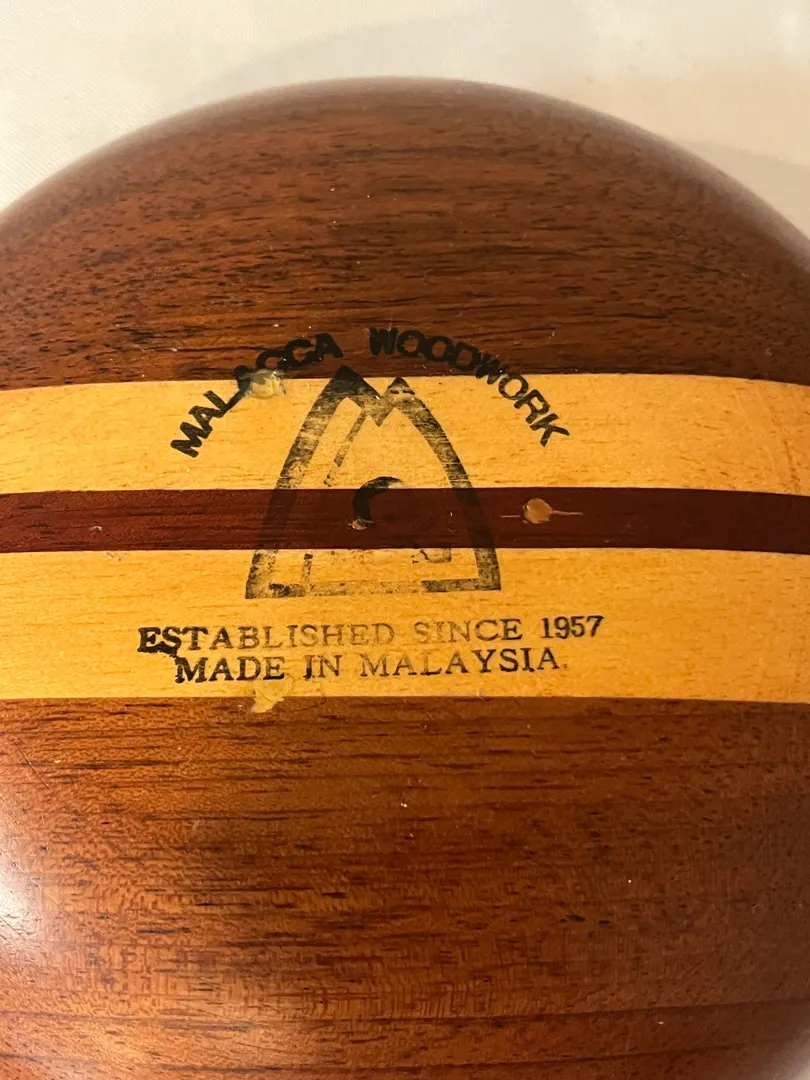 MALACCA WOODWORK
ESTABLISHED SINCE 1957
MADE IN MALAYSIA.